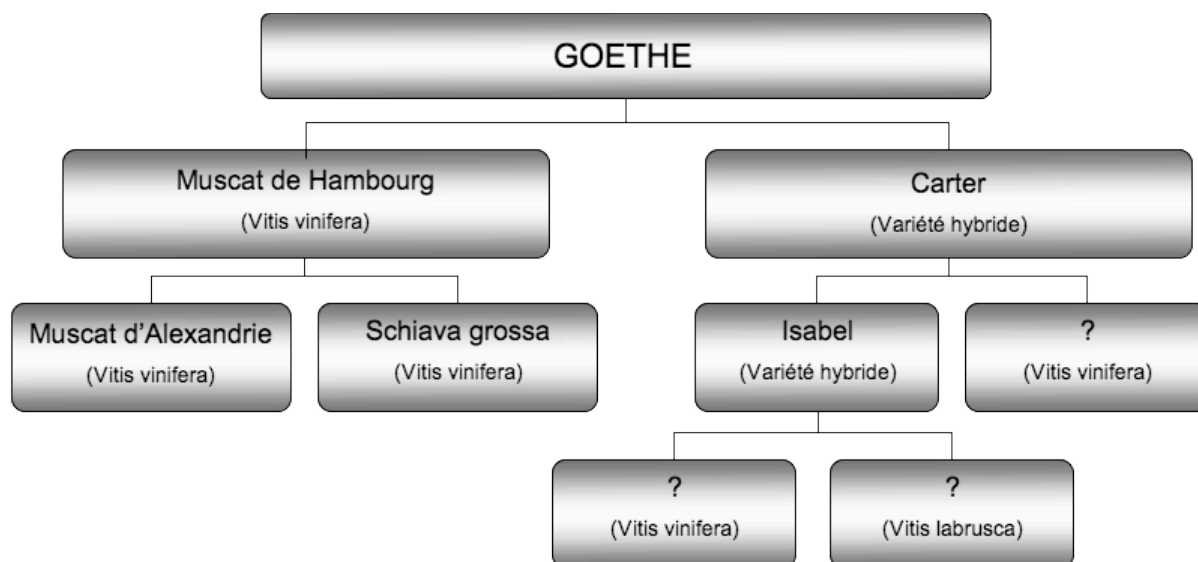 GOETHE
Muscat de Hambourg
(Vitis vinifera)
Carter
(Variété hybride)
Muscat d'Alexandrie
(Vitis vinifera)
Schiava grossa
(Vitis vinifera)
Isabel
(Variété hybride)
?
(Vitis vinifera)
?
(Vitis vinifera)
?
(Vitis labrusca)